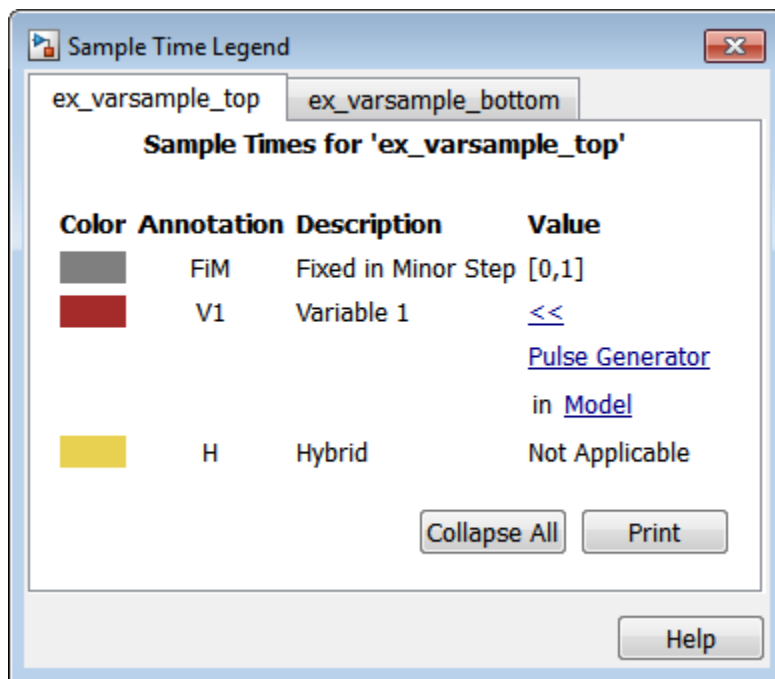 Sample Time Legend
ex_varsample_top ex_varsample_bottom
Sample Times for 'ex_varsample_top'
Color Annotation Description Value
FiM Fixed in Minor Step [0,1]
V1 Variable 1 <<
Pulse Generator
in Model
H Hybrid Not Applicable
Collapse All Print
Help